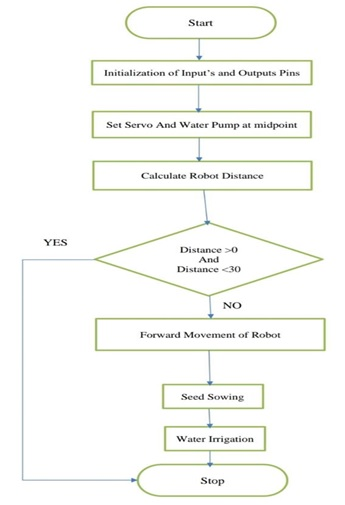 Start
Initialization of Input's and Outputs Pins
Set Servo And Water Pump at midpoint
Calculate Robot Distance
YES
Distance >0
And
Distance <30
NO
Forward Movement of Robot
Seed Sowing
Water Irrigation
Stop